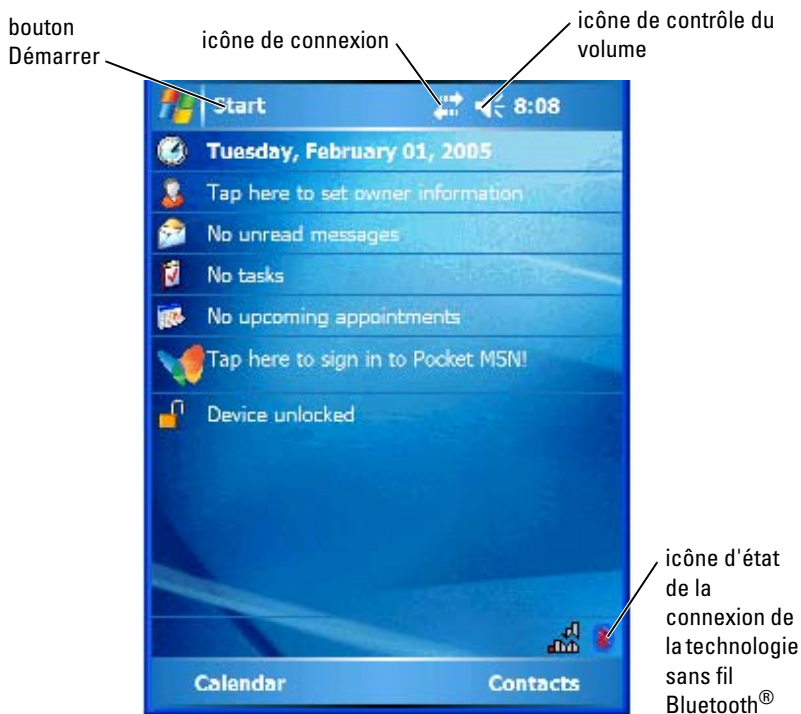 bouton
Démarrer
icône de connexion
icône de contrôle du
volume
Start
8:08
Tuesday, February 01, 2005
Tap here to set owner information
No unread messages
No tasks
No upcoming appointments
Tap here to sign in to Pocket MSN!
Device unlocked
icône d'état
de la
connexion de
la technologie
sans fil
Bluetooth®
Calendar
Contacts